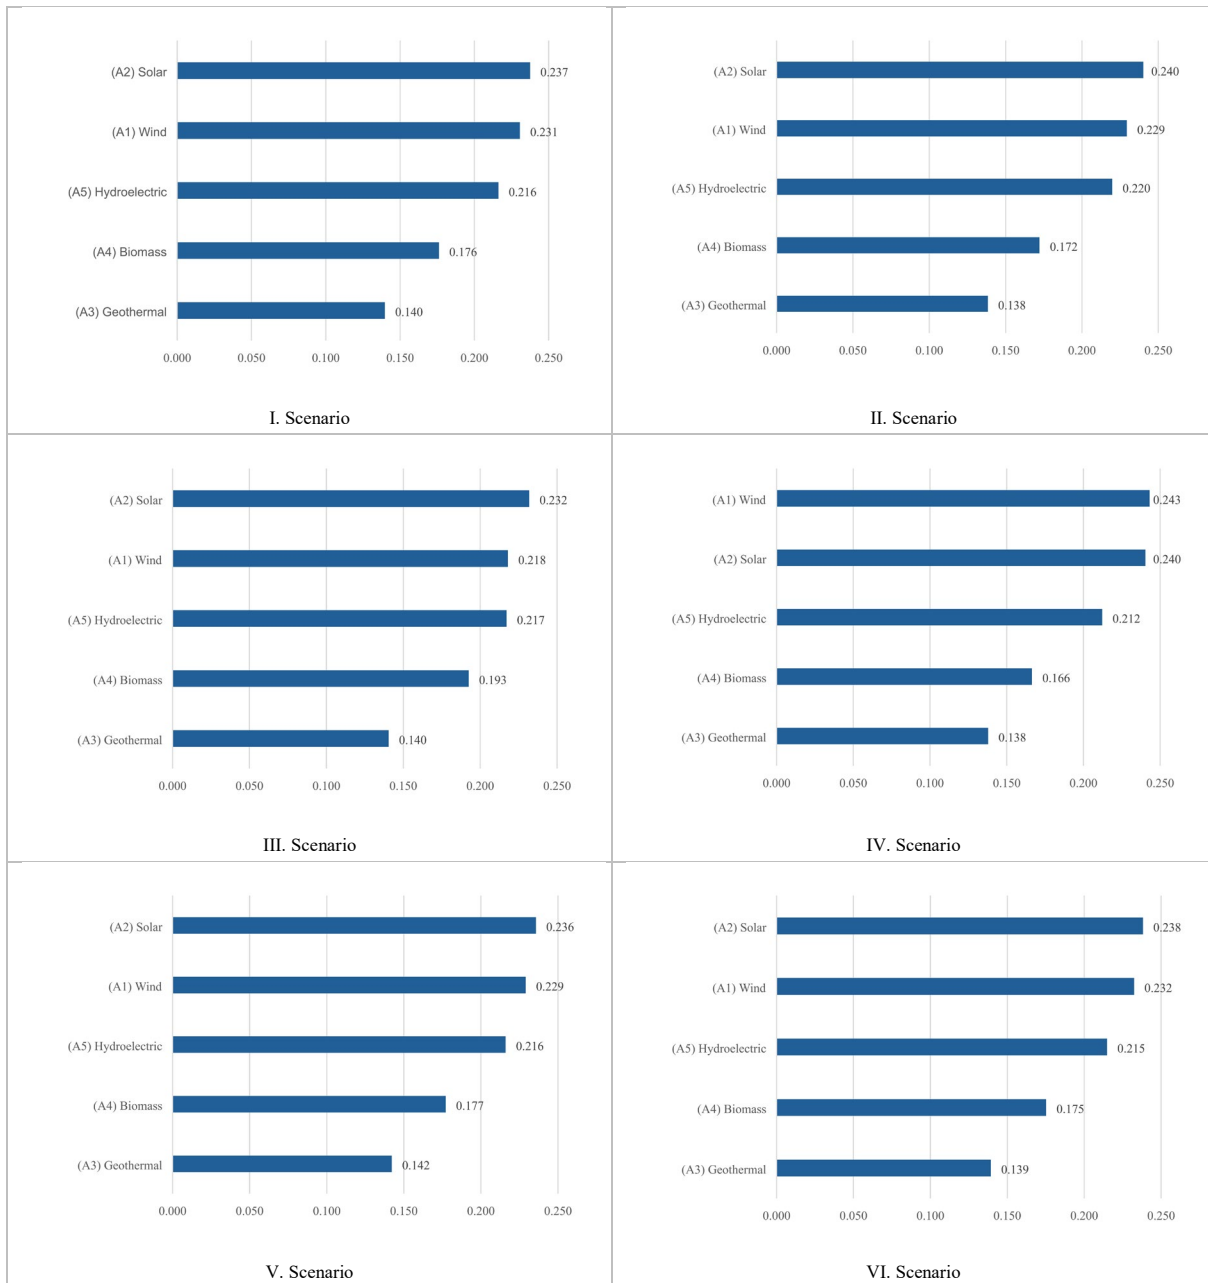 (A2) Solar 0.237
(A1) Wind 0.231
(A5) Hydroelectric 0.216
(A4) Biomass 0.176
(A3) Geothermal 0.140
0.000 0.050 0.100 0.150 0.200 0.250
I. Scenario
(A2) Solar 0.240
(A1) Wind 0.229
(A5) Hydroelectric 0.220
(A4) Biomass 0.172
(A3) Geothermal 0.138
0.000 0.050 0.100 0.150 0.200 0.250
II. Scenario
(A2) Solar 0.232
(A1) Wind 0.218
(A5) Hydroelectric 0.217
(A4) Biomass 0.193
(A3) Geothermal 0.140
0.000 0.050 0.100 0.150 0.200 0.250
III. Scenario
(A1) Wind 0.243
(A2) Solar 0.240
(A5) Hydroelectric 0.212
(A4) Biomass 0.166
(A3) Geothermal 0.138
0.000 0.050 0.100 0.150 0.200 0.250
IV. Scenario
(A2) Solar 0.236
(A1) Wind 0.229
(A5) Hydroelectric 0.216
(A4) Biomass 0.177
(A3) Geothermal 0.142
0.000 0.050 0.100 0.150 0.200 0.250
V. Scenario
(A2) Solar 0.238
(A1) Wind 0.232
(A5) Hydroelectric 0.215
(A4) Biomass 0.175
(A3) Geothermal 0.139
0.000 0.050 0.100 0.150 0.200 0.250
VI. Scenario